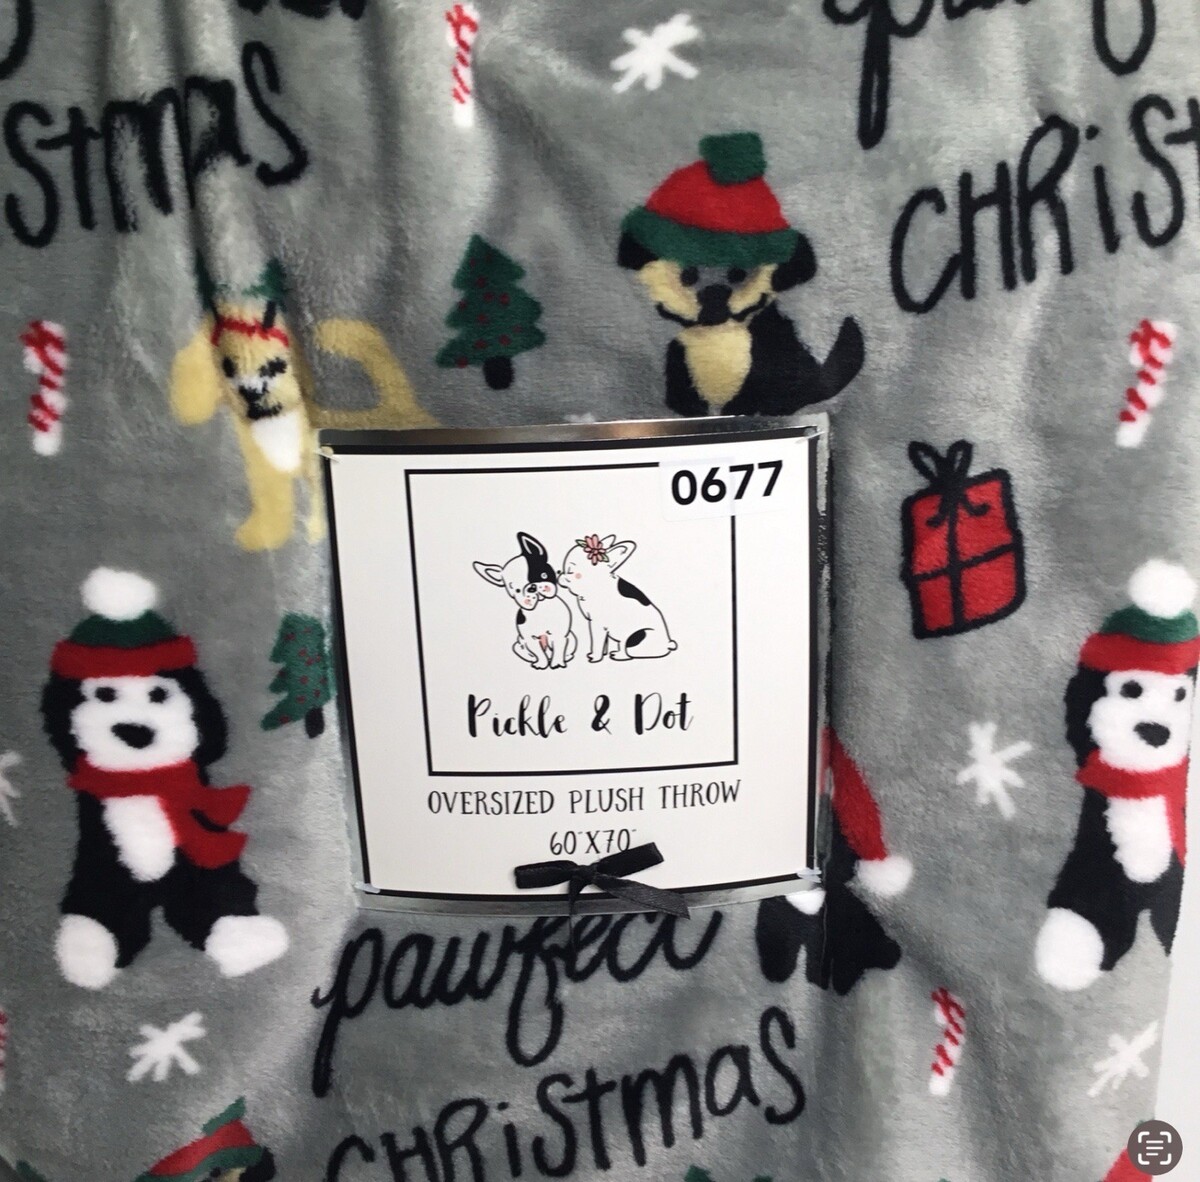 stmas
CHRiST
0677
Pickle & Dot
OVERSIZED PLUSH THROW
60"X70"
pawfect
CHRistmas